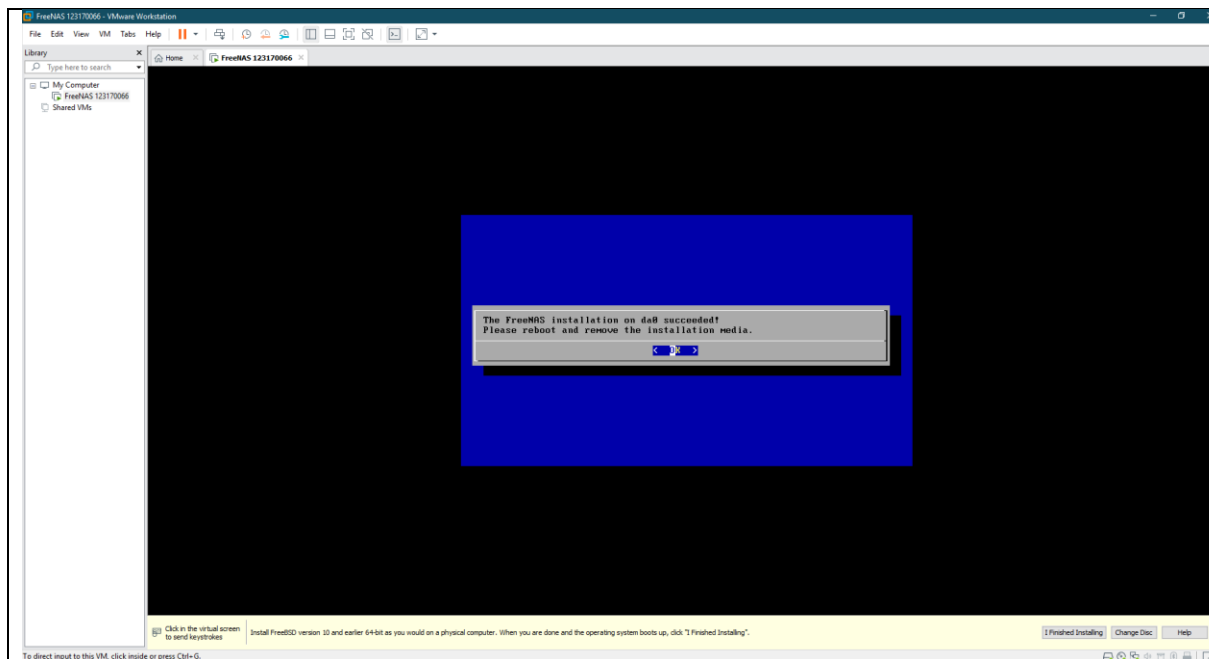 FreeNAS 123170066 - VMware Workstation
File Edit View VM Tabs Help
Library
Home
FreeNAS 123170066
Type here to search
My Computer
FreeNAS 123170066
Shared VMs
The FreeNAS installation on da0 succeeded!
Please reboot and remove the installation media.
< OK >
Click in the virtual screen
to send keystrokes
Install FreeBSD version 10 and earlier 64-bit as you would on a physical computer. When you are done and the operating system boots up, click "I Finished Installing".
I Finished Installing
Change Disc
Help
To direct input to this VM, click inside or press Ctrl+G.